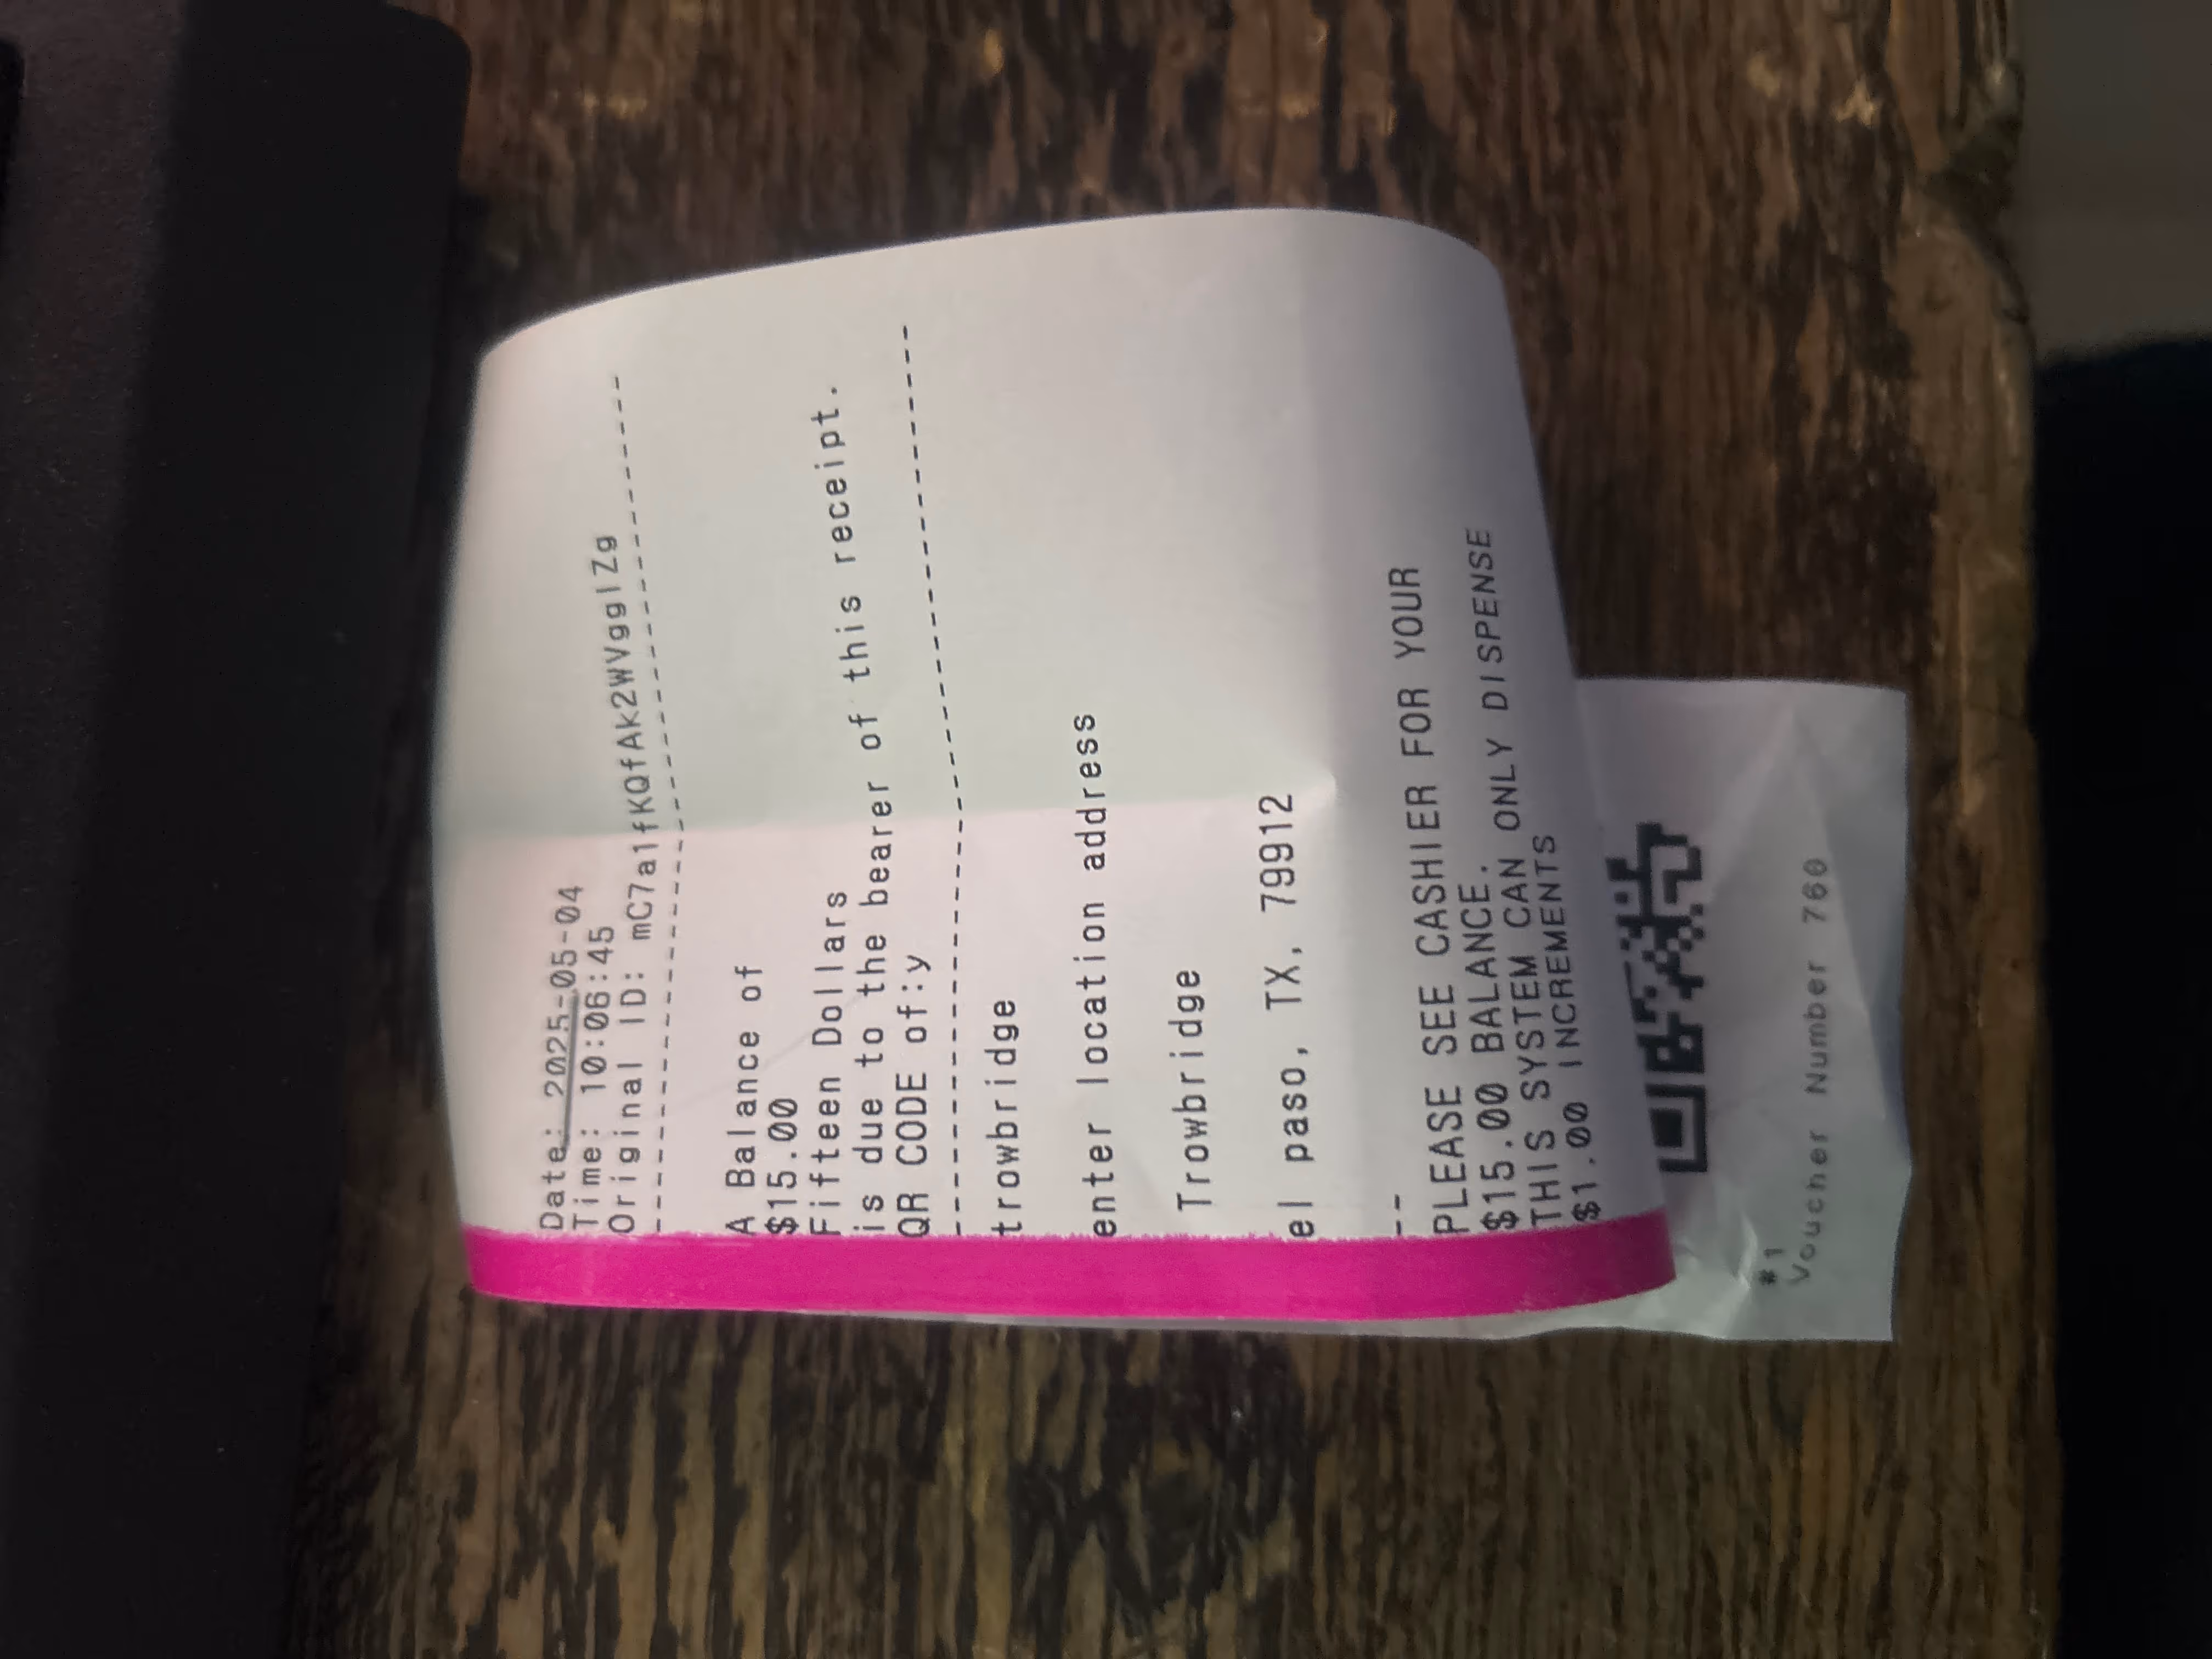 Date: 2025-05-04
Time: 10:06:45
Original ID: mC7a1fKQfAk2WVgglZg
------------------------------------------
A Balance of
$15.00
Fifteen Dollars
is due to the bearer of this receipt.
QR CODE of:y
------------------------------------------
trowbridge
enter location address
Trowbridge
el paso, TX, 79912
--
PLEASE SEE CASHIER FOR YOUR
$15.00 BALANCE.
THIS SYSTEM CAN ONLY DISPENSE
$1.00 INCREMENTS
#1
Voucher Number 760